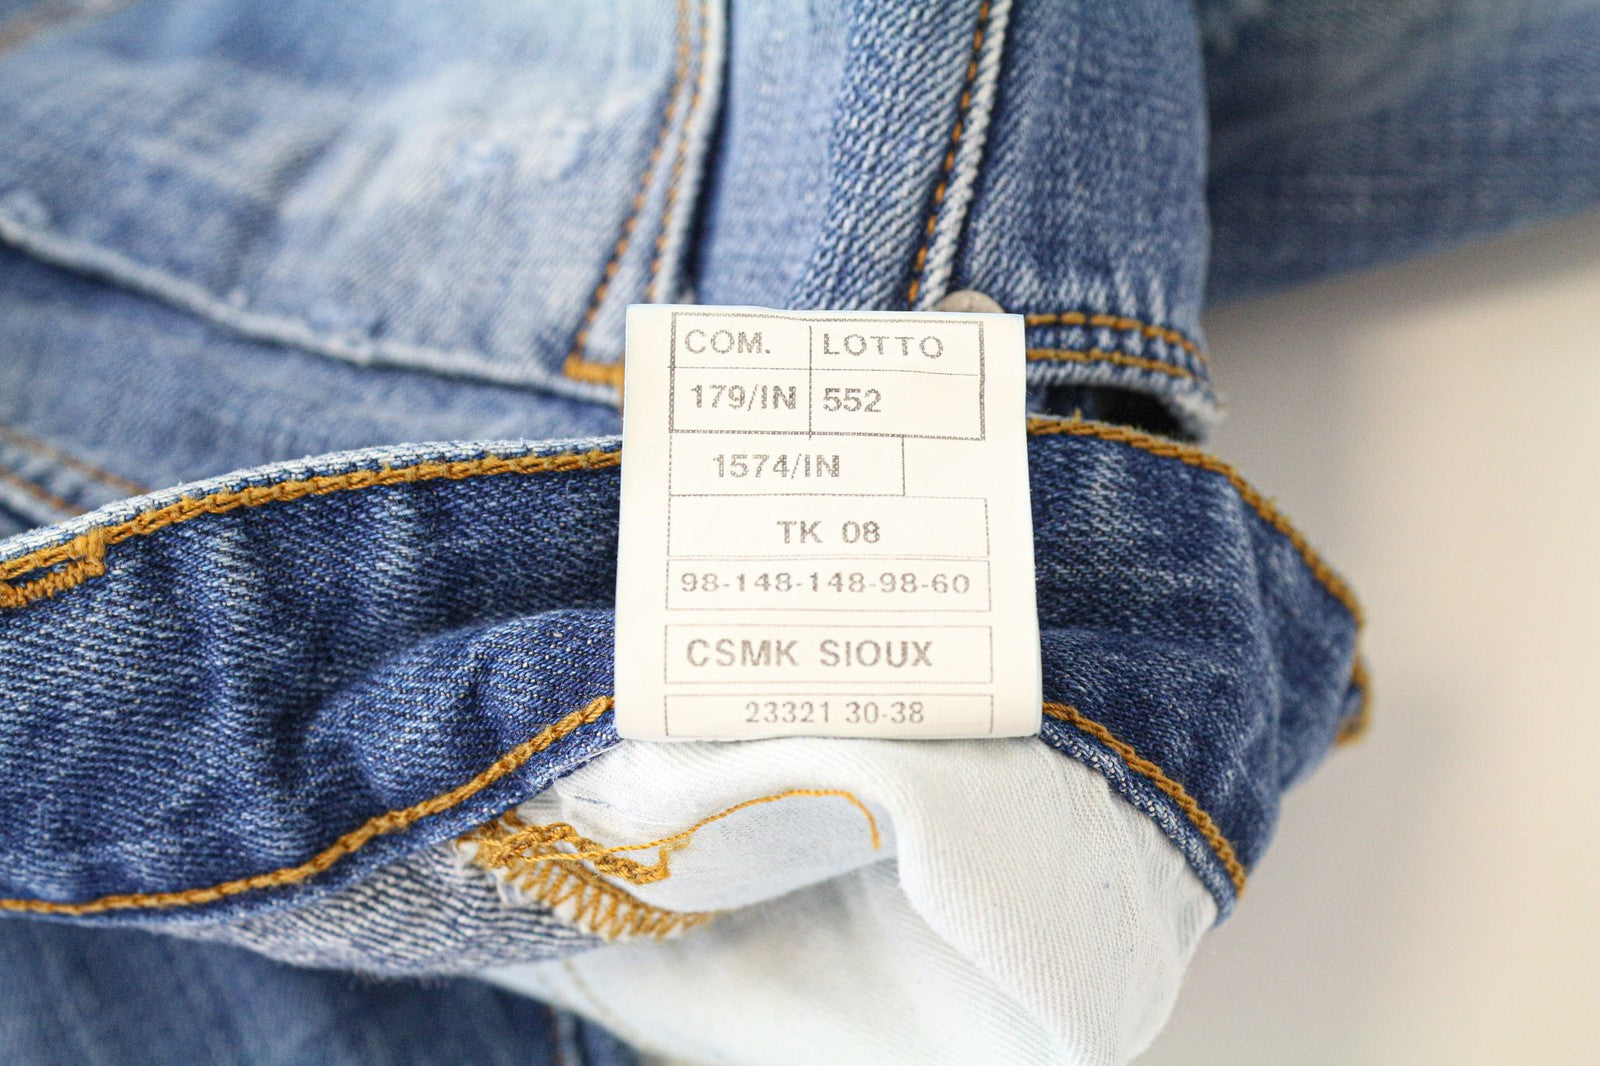 COM. LOTTO
179/IN 552
1574/IN
TK 08
98-148-148-98-60
CSMK SIOUX
23321 30-38